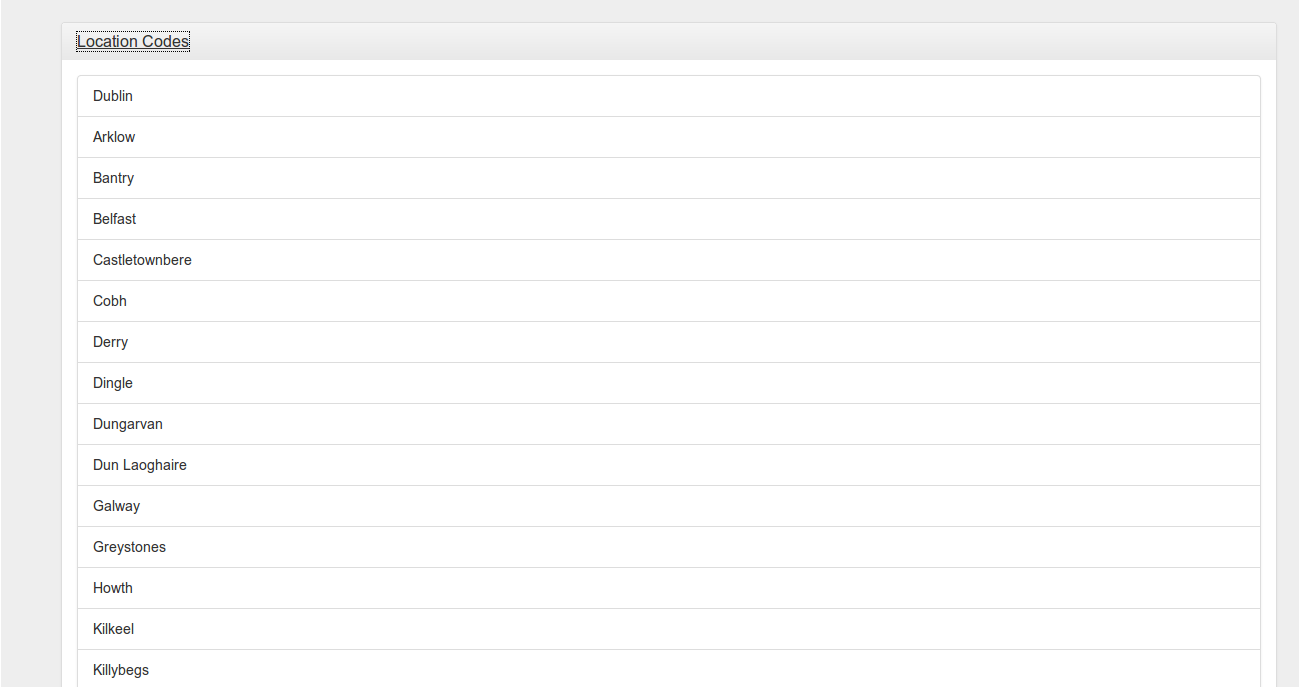 Location Codes
Dublin
Arklow
Bantry
Belfast
Castletownbere
Cobh
Derry
Dingle
Dungarvan
Dun Laoghaire
Galway
Greystones
Howth
Kilkeel
Killybegs